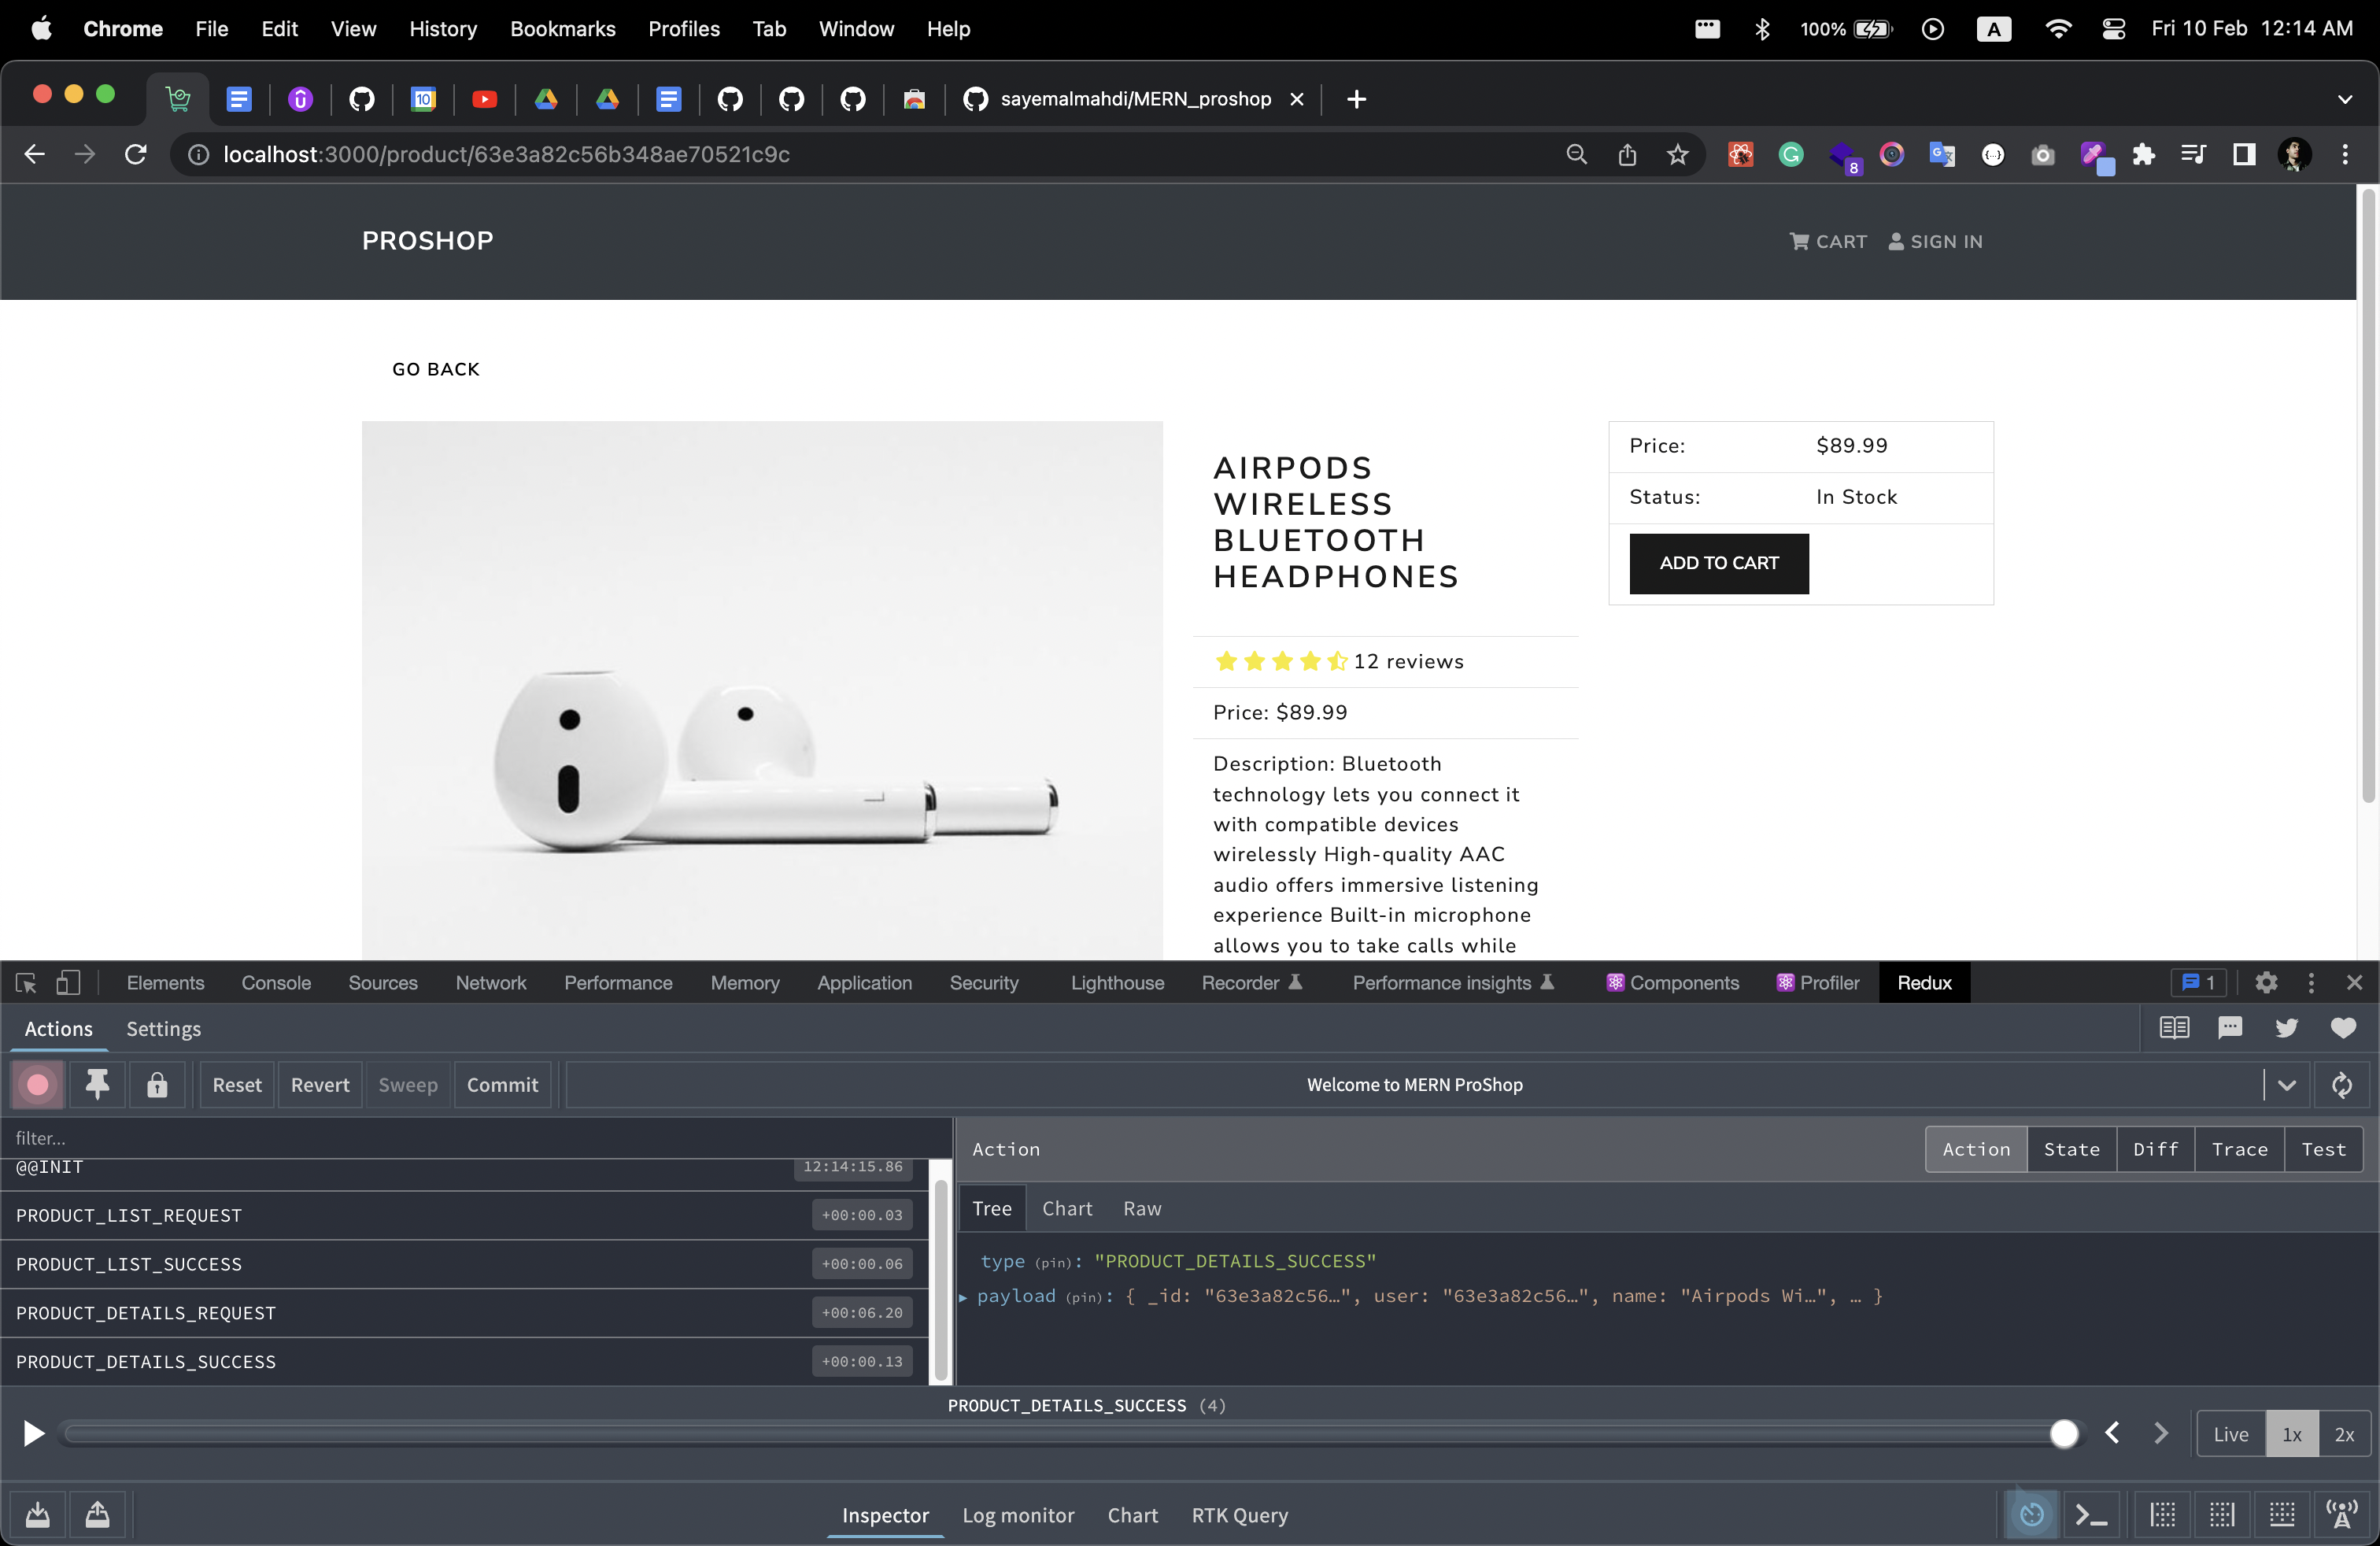 Chrome File Edit View History Bookmarks Profiles Tab Window Help 100% A Fri 10 Feb 12:14 AM
10 sayemalmahdi/MERN_proshop
localhost:3000/product/63e3a82c56b348ae70521c9c 8
PROSHOP CART SIGN IN
GO BACK
AIRPODS
WIRELESS
BLUETOOTH
HEADPHONES
12 reviews
Price: $89.99
Description: Bluetooth
technology lets you connect it
with compatible devices
wirelessly High-quality AAC
audio offers immersive listening
experience Built-in microphone
allows you to take calls while
Price: $89.99
Status: In Stock
ADD TO CART
Elements Console Sources Network Performance Memory Application Security Lighthouse Recorder Performance insights Components Profiler Redux 1
Actions Settings
Reset Revert Sweep Commit Welcome to MERN ProShop
filter...
@@INIT 12:14:15.86
PRODUCT_LIST_REQUEST +00:00.03
PRODUCT_LIST_SUCCESS +00:00.06
PRODUCT_DETAILS_REQUEST +00:06.20
PRODUCT_DETAILS_SUCCESS +00:00.13
Action Action State Diff Trace Test
Tree Chart Raw
type (pin): "PRODUCT_DETAILS_SUCCESS"
payload (pin): { _id: "63e3a82c56…", user: "63e3a82c56…", name: "Airpods Wi…", … }
PRODUCT_DETAILS_SUCCESS (4)
Live 1x 2x
Inspector Log monitor Chart RTK Query